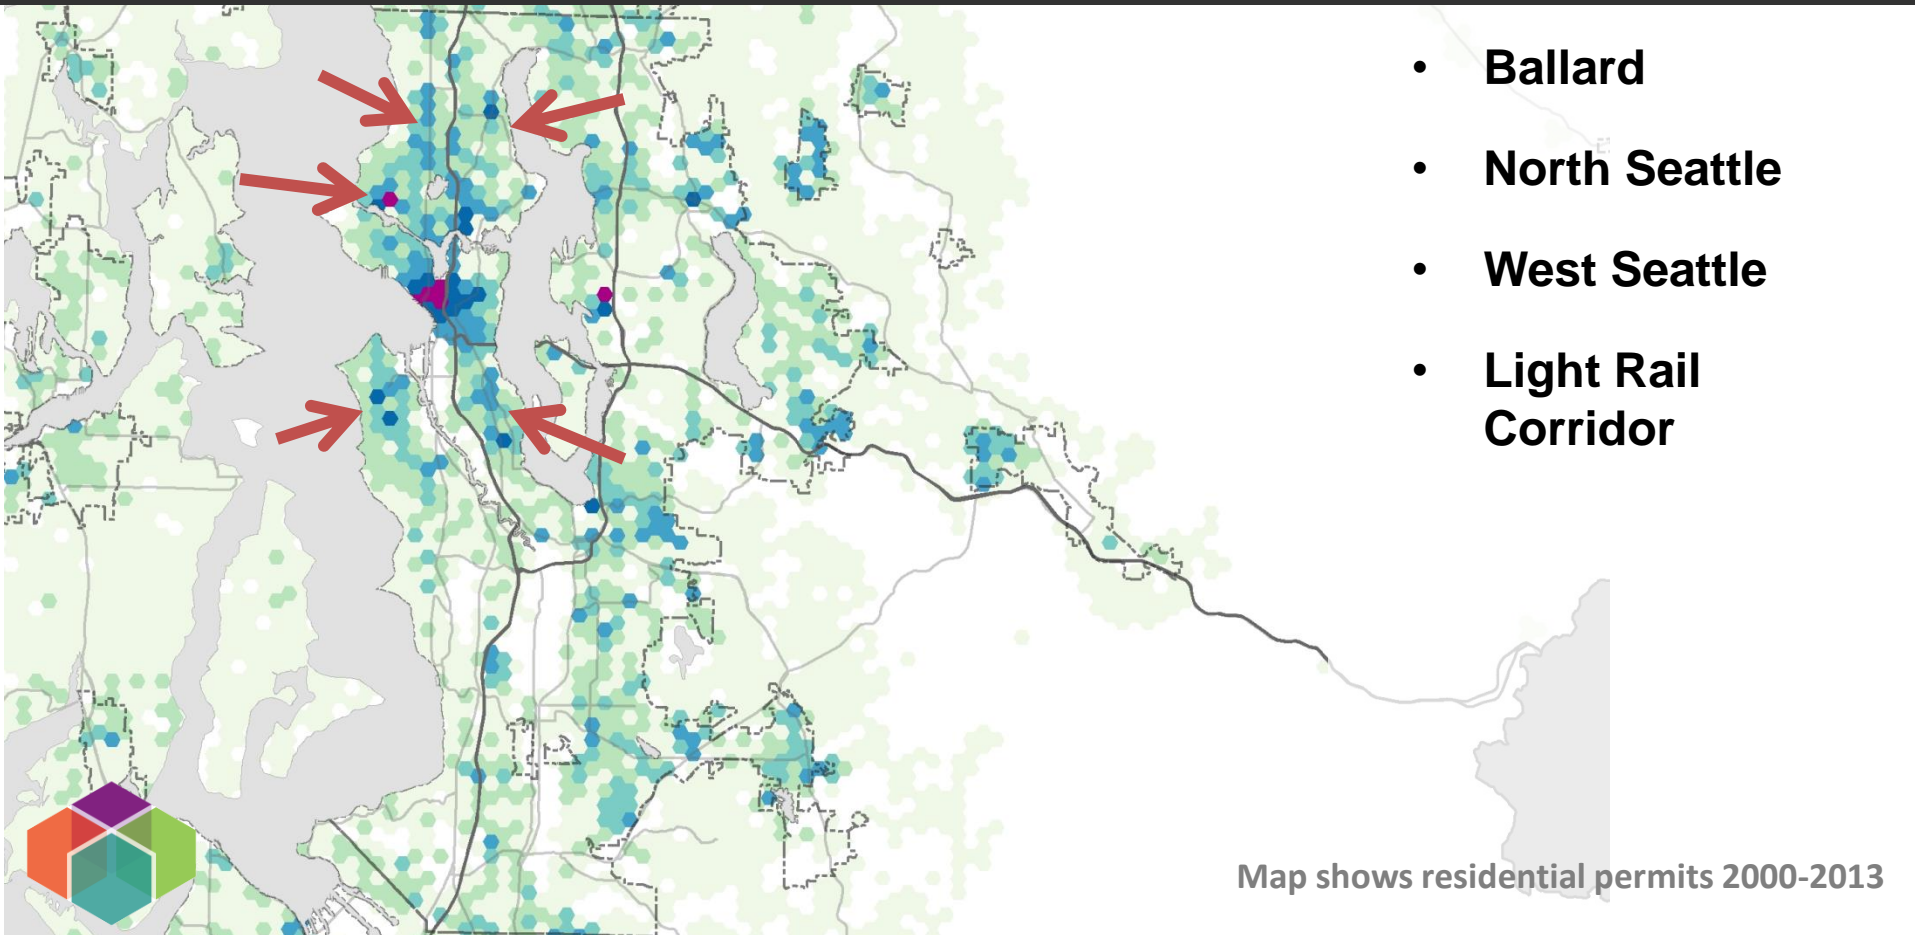 • Ballard
• North Seattle
• West Seattle
• Light Rail
Corridor
Map shows residential permits 2000-2013